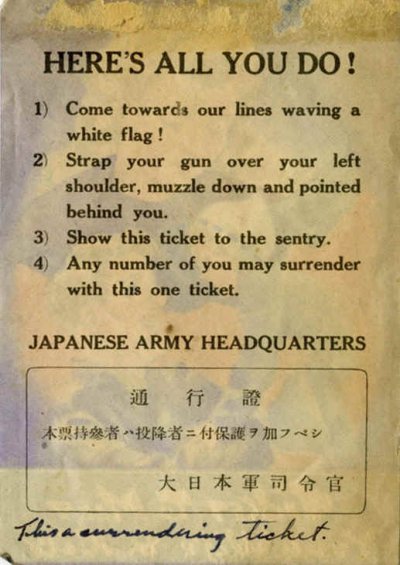 HERE'S ALL YOU DO!
1) Come towards our lines waving a
white flag!
2) Strap your gun over your left
shoulder, muzzle down and pointed
behind you.
3) Show this ticket to the sentry.
4) Any number of you may surrender
with this one ticket.
JAPANESE ARMY HEADQUARTERS
通行證
本票持參者ハ投降者ニ付保護ヲ加フベシ
大日本軍司令官
This a surrendering ticket.